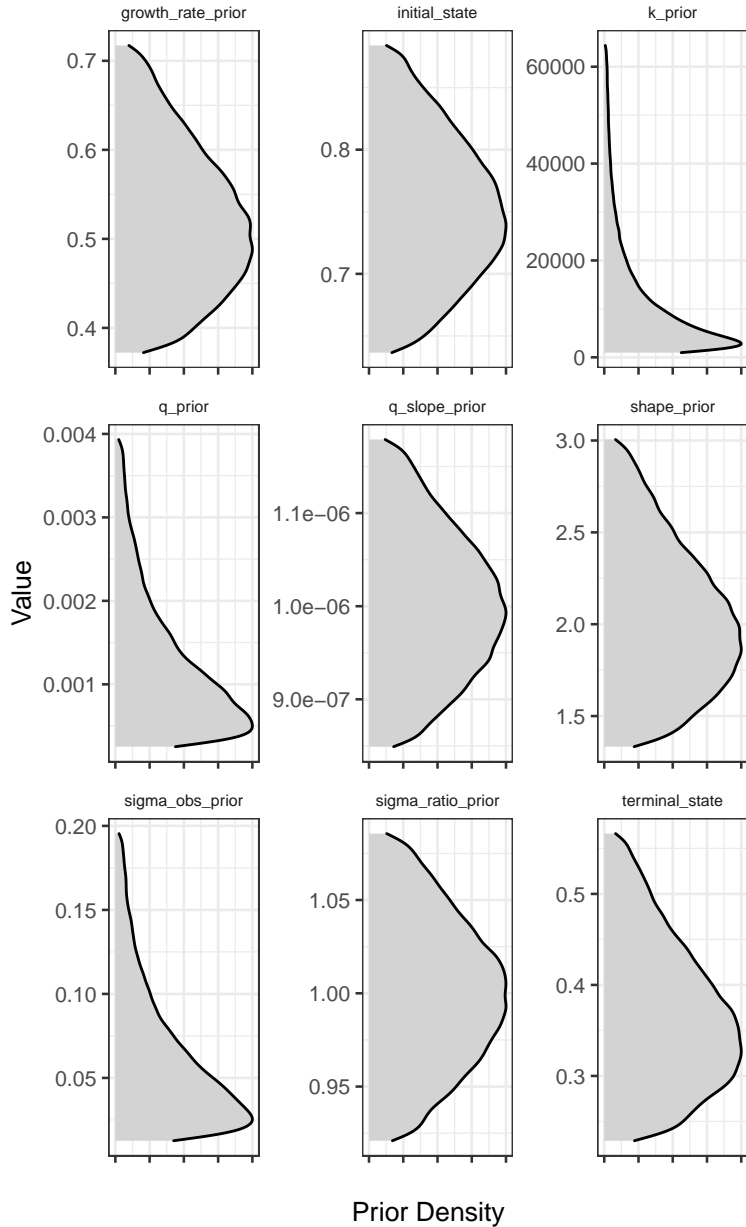 growth_rate_prior
initial_state
k_prior
0.7
0.6
0.5
0.4
0.8
0.7
60000
40000
20000
0
q_prior
q_slope_prior
shape_prior
0.004
0.003
0.002
0.001
1.1e−06
1.0e−06
9.0e−07
3.0
2.5
2.0
1.5
Value
sigma_obs_prior
sigma_ratio_prior
terminal_state
0.20
0.15
0.10
0.05
1.05
1.00
0.95
0.5
0.4
0.3
Prior Density